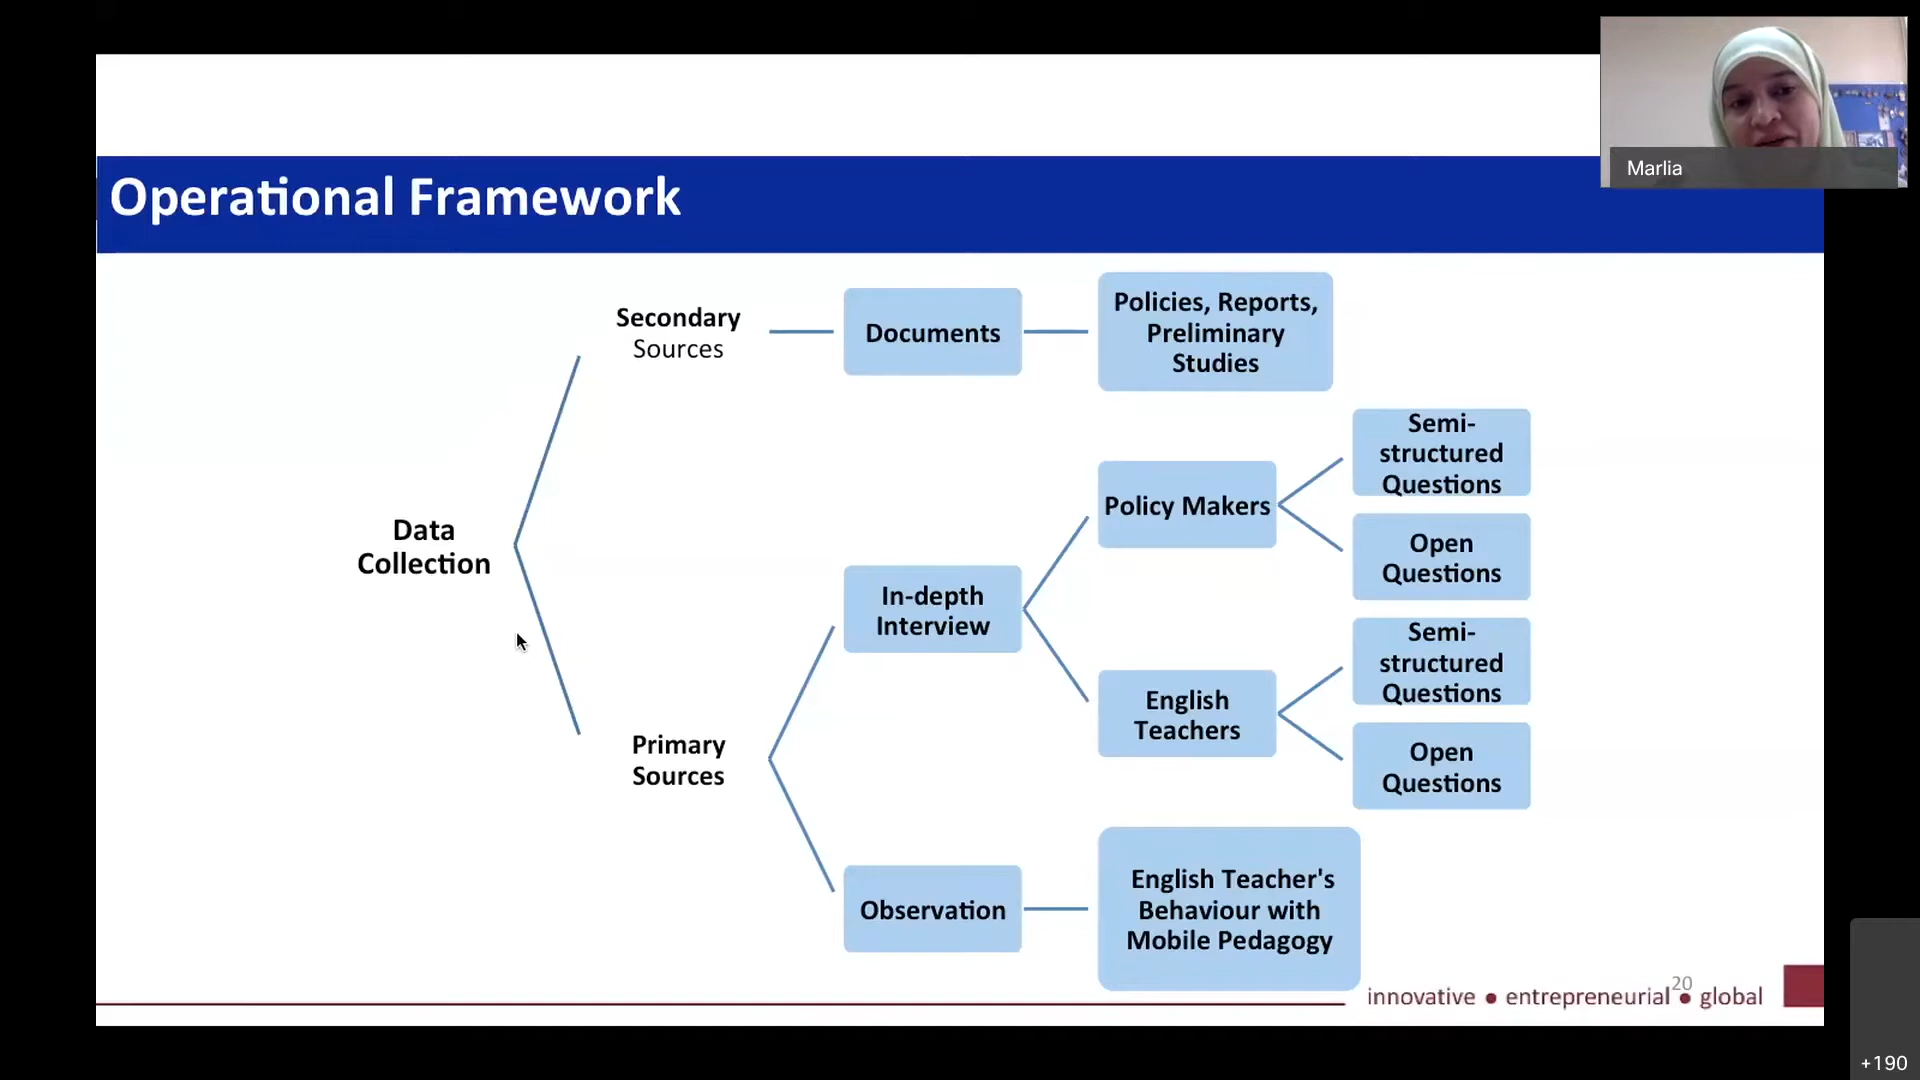 Marlia
Operational Framework
Secondary
Sources
Documents
Policies, Reports,
Preliminary
Studies
Data
Collection
Primary
Sources
In-depth
Interview
Policy Makers
Semi-
structured
Questions
Open
Questions
English
Teachers
Semi-
structured
Questions
Open
Questions
Observation
English Teacher's
Behaviour with
Mobile Pedagogy
20
innovative ● entrepreneurial ● global
+190